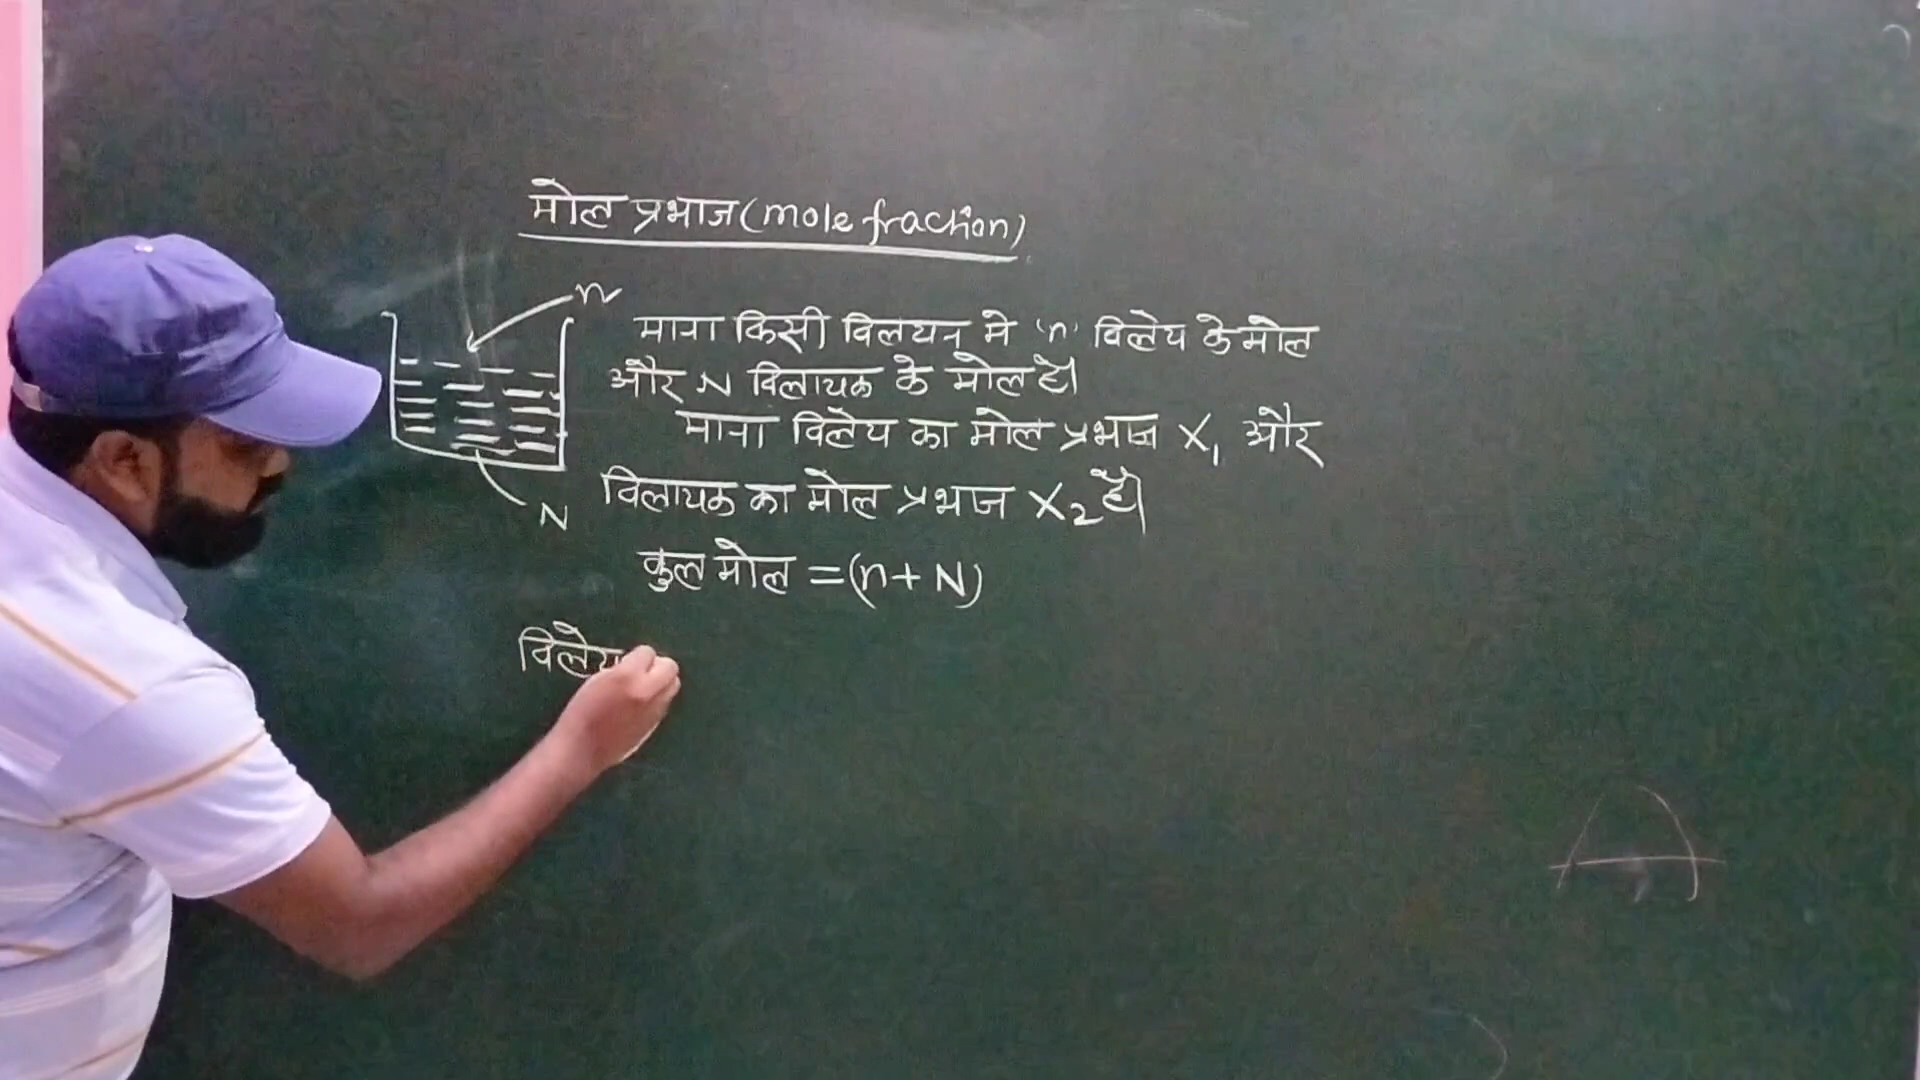 मोल प्रभाज (mole fraction)
n
माना किसी विलयन मे 'n' विलेय के मोल
और N विलायक के मोल है।
माना विलेय का मोल प्रभाज X₁ और
विलायक का मोल प्रभाज X₂ है।
N
कुल मोल = (n + N)
विलेय